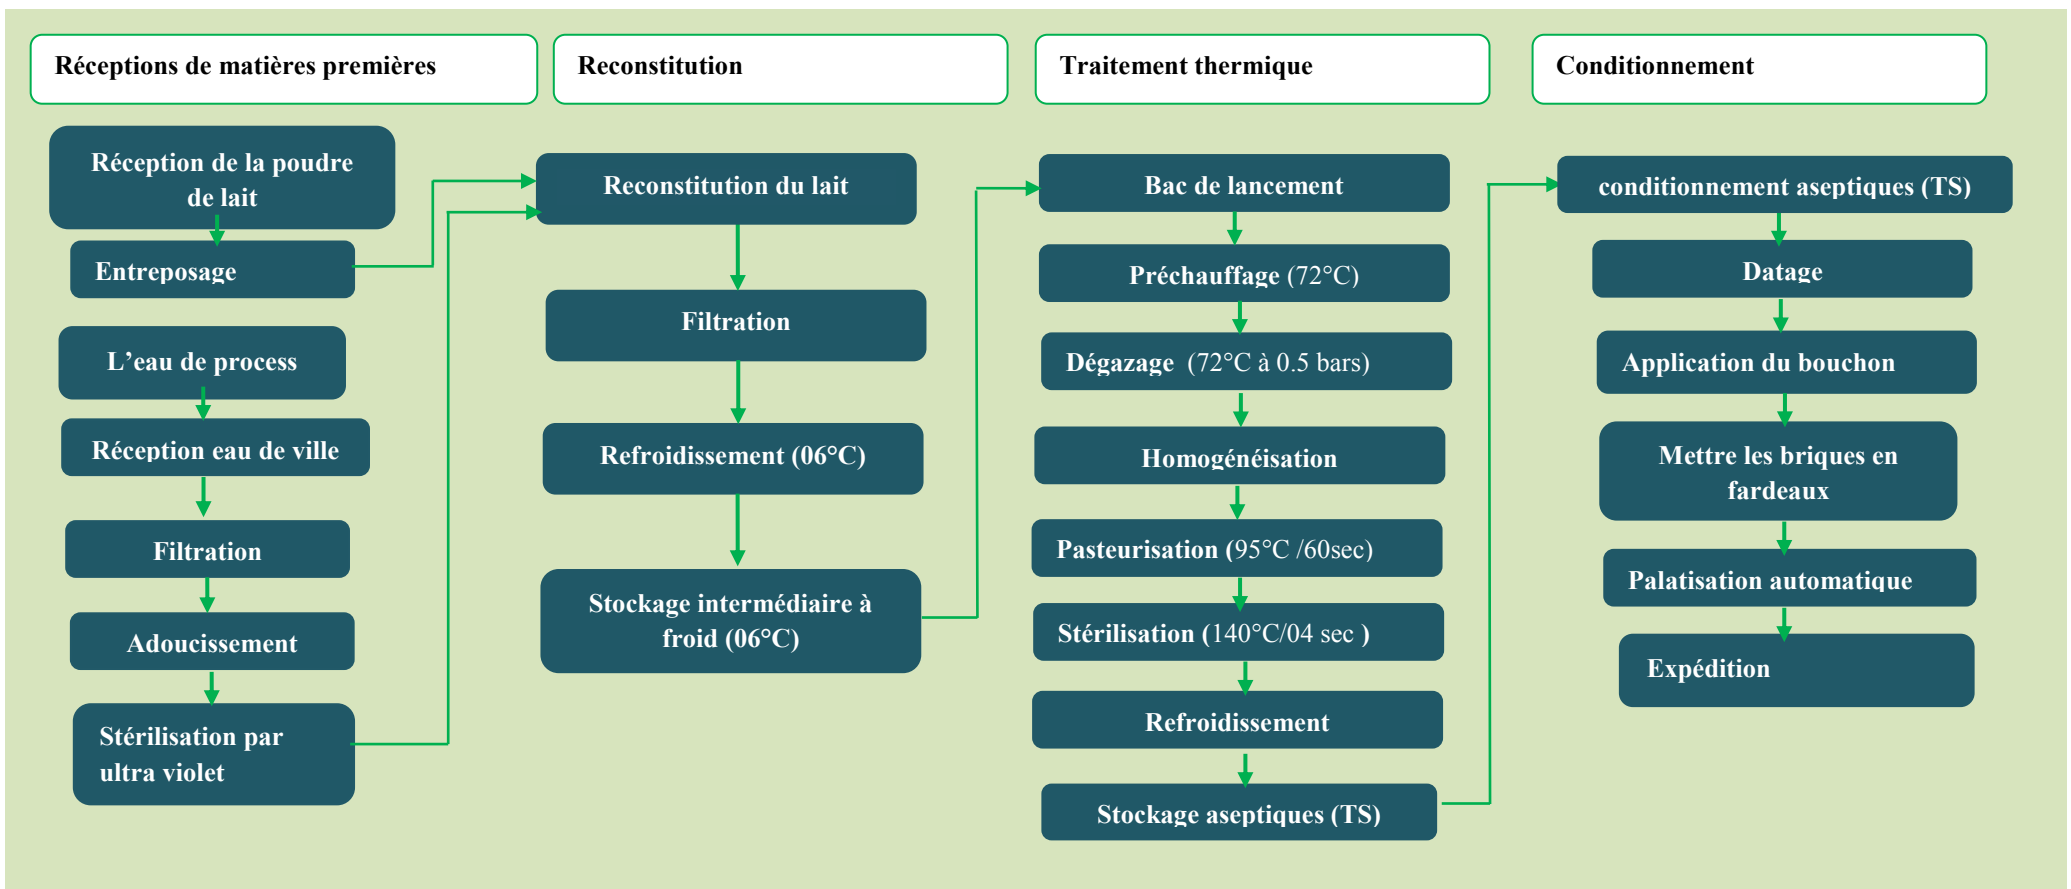 Réceptions de matières premières
Reconstitution
Traitement thermique
Conditionnement
Réception de la poudre
de lait
Entreposage
L'eau de process
Réception eau de ville
Filtration
Adoucissement
Stérilisation par
ultra violet
Reconstitution du lait
Filtration
Refroidissement (06°C)
Stockage intermédiaire à
froid (06°C)
Bac de lancement
Préchauffage (72°C)
Dégazage (72°C à 0.5 bars)
Homogénéisation
Pasteurisation (95°C /60sec)
Stérilisation (140°C/04 sec )
Refroidissement
Stockage aseptiques (TS)
conditionnement aseptiques (TS)
Datage
Application du bouchon
Mettre les briques en
fardeaux
Palatisation automatique
Expédition